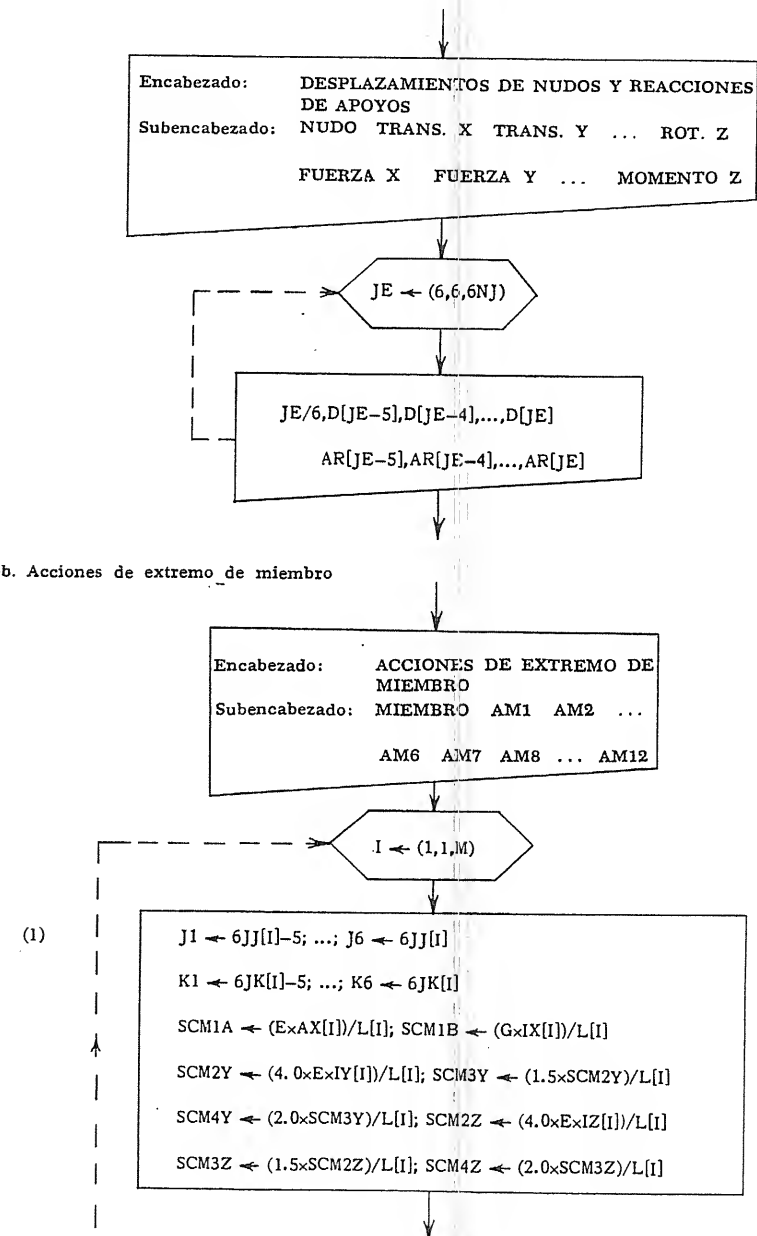 Encabezado: DESPLAZAMIENTOS DE NUDOS Y REACCIONES
DE APOYOS
Subencabezado: NUDO TRANS. X TRANS. Y ... ROT. Z
FUERZA X FUERZA Y ... MOMENTO Z
JE ← (6,6,6NJ)
JE/6,D[JE–5],D[JE–4],...,D[JE]
AR[JE–5],AR[JE–4],...,AR[JE]
b. Acciones de extremo de miembro
Encabezado: ACCIONES DE EXTREMO DE
MIEMBRO
Subencabezado: MIEMBRO AM1 AM2 ...
AM6 AM7 AM8 ... AM12
I ← (1,1,M)
(1)
J1 ← 6JJ[I]–5; ...; J6 ← 6JJ[I]
K1 ← 6JK[I]–5; ...; K6 ← 6JK[I]
SCM1A ← (E×AX[I])/L[I]; SCM1B ← (G×IX[I])/L[I]
SCM2Y ← (4.0×E×IY[I])/L[I]; SCM3Y ← (1.5×SCM2Y)/L[I]
SCM4Y ← (2.0×SCM3Y)/L[I]; SCM2Z ← (4.0×E×IZ[I])/L[I]
SCM3Z ← (1.5×SCM2Z)/L[I]; SCM4Z ← (2.0×SCM3Z)/L[I]